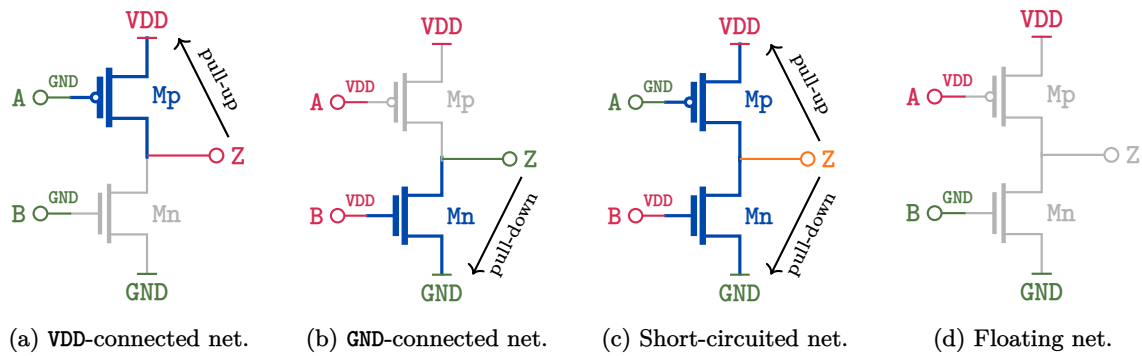 VDD
pull-up
A
GND
Mp
Z
B
GND
Mn
GND
(a) VDD-connected net.
VDD
A
VDD
Mp
Z
B
VDD
Mn
pull-down
GND
(b) GND-connected net.
VDD
pull-up
A
GND
Mp
Z
B
VDD
Mn
pull-down
GND
(c) Short-circuited net.
VDD
A
VDD
Mp
Z
B
GND
Mn
GND
(d) Floating net.